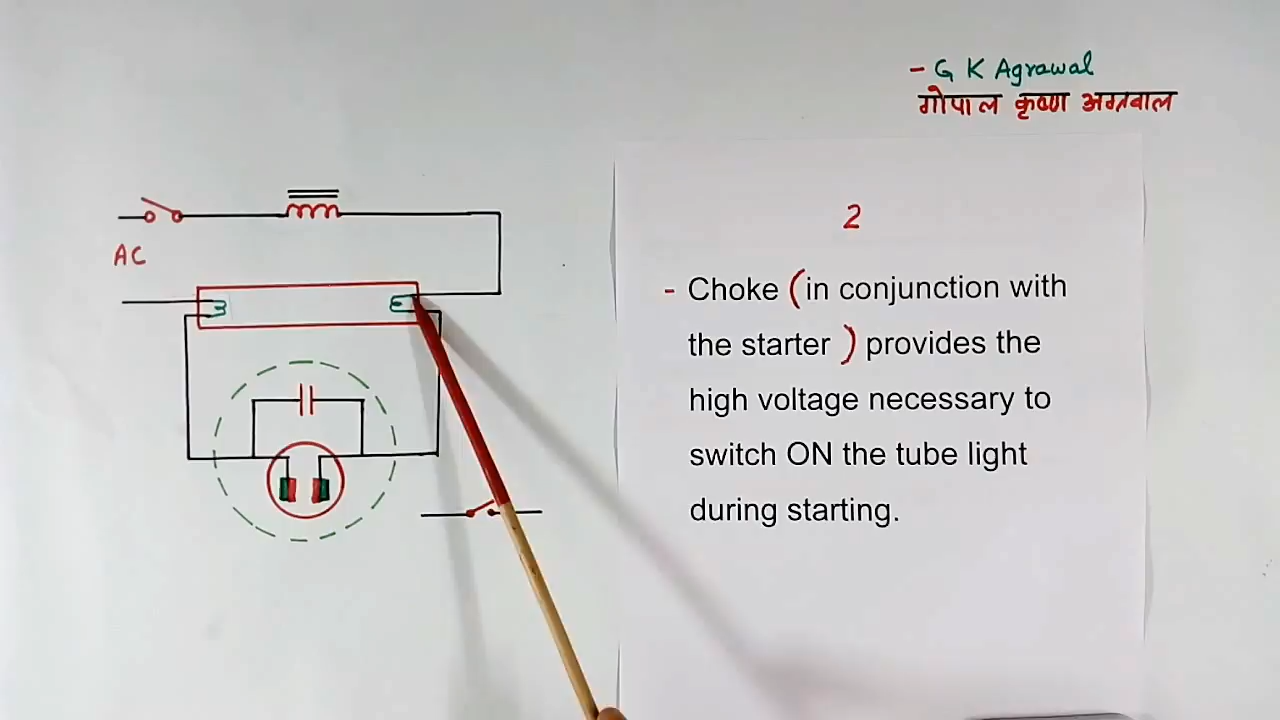 - G K Agrawal
गोपाल कृष्ण अग्रवाल
AC
2
- Choke (in conjunction with
the starter ) provides the
high voltage necessary to
switch ON the tube light
during starting.